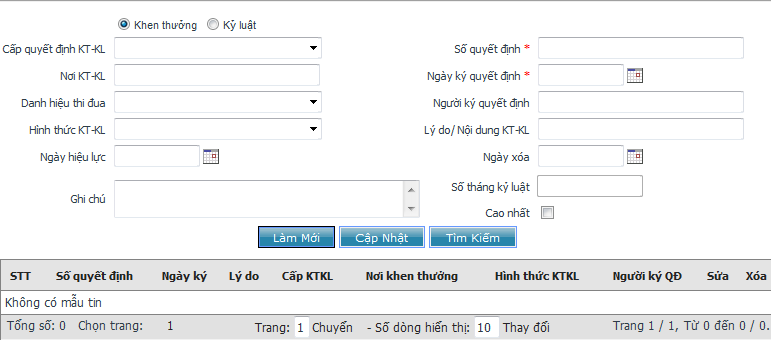 Khen thưởng Kỷ luật
Cấp quyết định KT-KL Số quyết định *
Nơi KT-KL Ngày ký quyết định *
Danh hiệu thi đua Người ký quyết định
Hình thức KT-KL Lý do/ Nội dung KT-KL
Ngày hiệu lực Ngày xóa
Ghi chú Số tháng kỷ luật
Cao nhất
Làm Mới Cập Nhật Tìm Kiếm
STT Số quyết định Ngày ký Lý do Cấp KTKL Nơi khen thưởng Hình thức KTKL Người ký QĐ Sửa Xóa
Không có mẫu tin
Tổng số: 0 Chọn trang: 1 Trang: 1 Chuyển - Số dòng hiển thị: 10 Thay đổi Trang 1 / 1, Từ 0 đến 0 / 0.